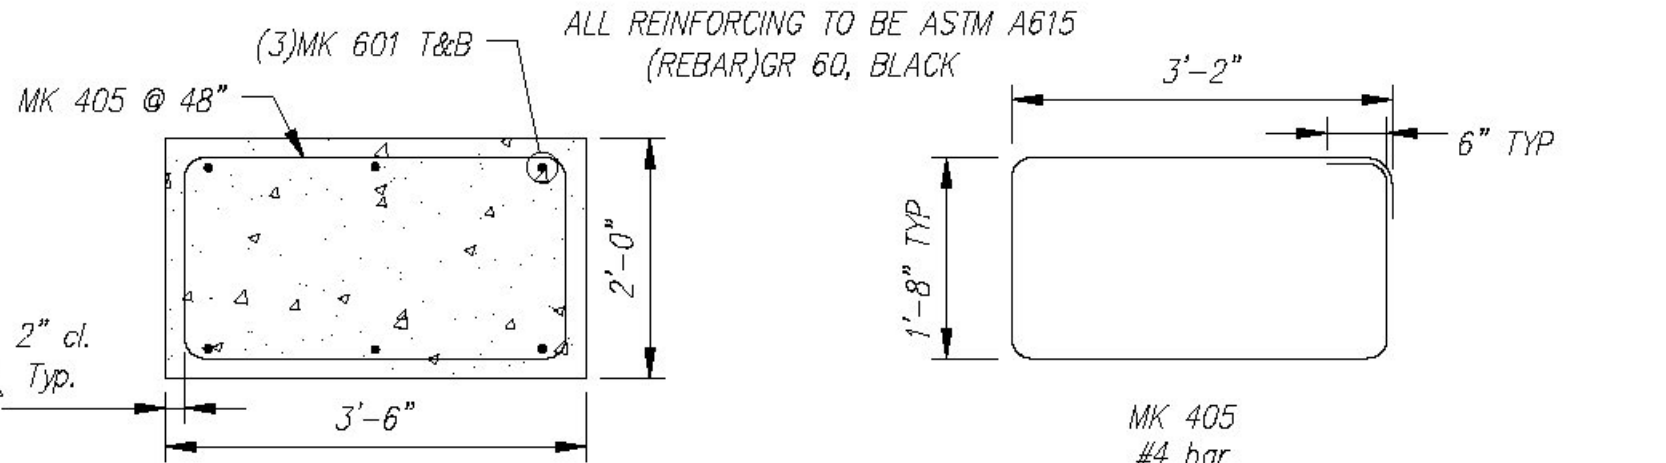 ALL REINFORCING TO BE ASTM A615
(REBAR)GR 60, BLACK
(3)MK 601 T&B
MK 405 @ 48"
2'-0"
2" cl.
Typ.
3'-6"
3'-2"
6" TYP
1'-8" TYP
MK 405
#4 bar